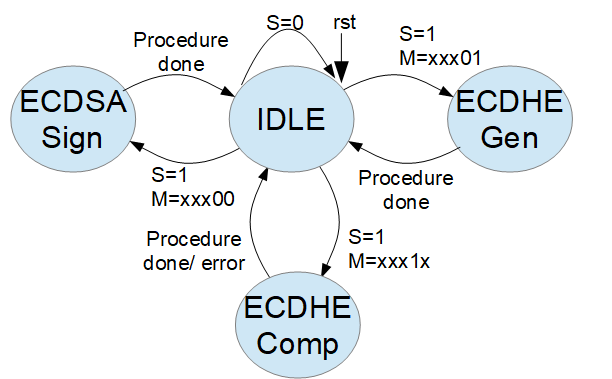 S=0
rst
Procedure
done
S=1
M=xxx01
ECDSA
Sign
IDLE
ECDHE
Gen
S=1
M=xxx00
Procedure
done
Procedure
done/ error
S=1
M=xxx1x
ECDHE
Comp